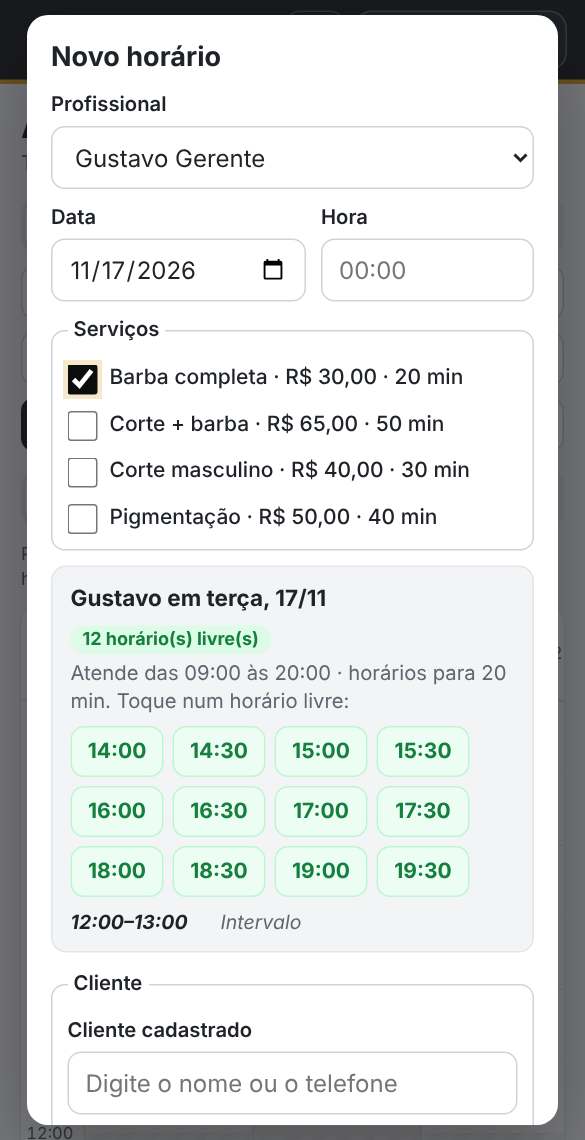 Novo horário
Profissional
Gustavo Gerente
Data
Hora
11/17/2026
00:00
Serviços
Barba completa · R$ 30,00 · 20 min
Corte + barba · R$ 65,00 · 50 min
Corte masculino · R$ 40,00 · 30 min
Pigmentação · R$ 50,00 · 40 min
Gustavo em terça, 17/11
12 horário(s) livre(s)
Atende das 09:00 às 20:00 · horários para 20
min. Toque num horário livre:
14:00 14:30 15:00 15:30
16:00 16:30 17:00 17:30
18:00 18:30 19:00 19:30
12:00–13:00 Intervalo
Cliente
Cliente cadastrado
Digite o nome ou o telefone
12:00